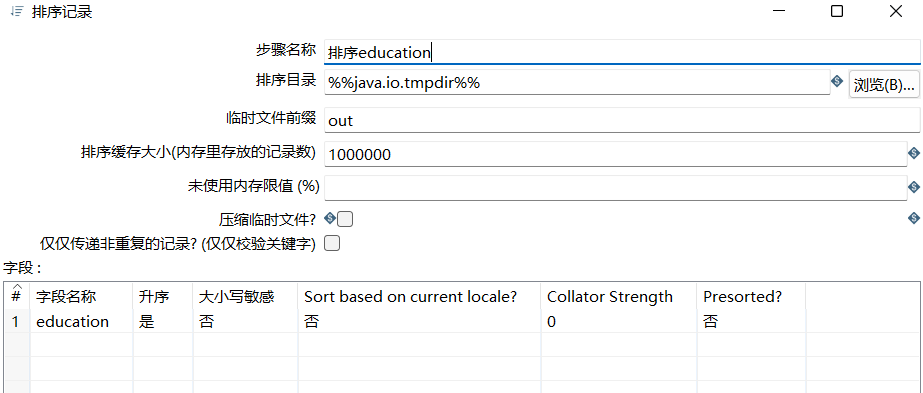 排序记录
步骤名称 排序education
排序目录 %%java.io.tmpdir%% 浏览(B)...
临时文件前缀 out
排序缓存大小(内存里存放的记录数) 1000000
未使用内存限值 (%)
压缩临时文件?
仅仅传递非重复的记录? (仅仅校验关键字)
字段 :
# 字段名称 升序 大小写敏感 Sort based on current locale? Collator Strength Presorted?
1 education 是 否 否 0 否